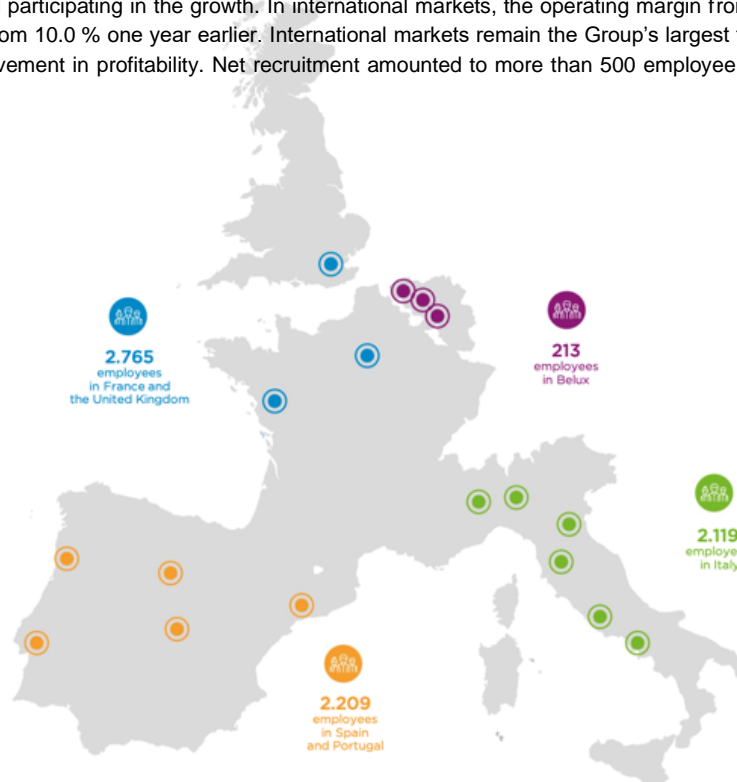 participating in the growth. In international markets, the operating margin
om 10.0 % one year earlier. International markets remain the Group's largest
vement in profitability. Net recruitment amounted to more than 500 employee
2.765
employees
in France and
the United Kingdom
213
employees
in Belux
2.119
employe
in Italy
2.209
employees
in Spain
and Portugal